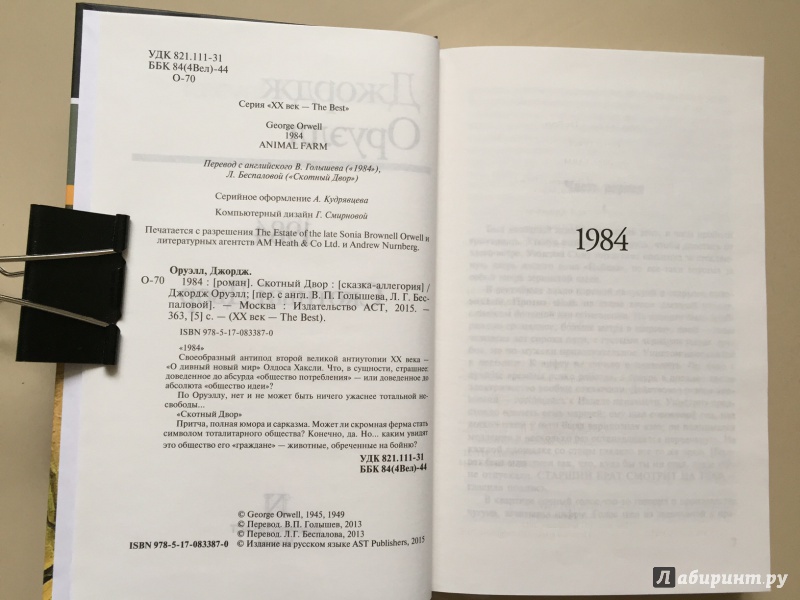 УДК 821.111-31
ББК 84(4Вел)-44
О-70
Серия «XX век — The Best»
George Orwell
1984
ANIMAL FARM
Перевод с английского В. Голышева («1984»),
Л. Беспаловой («Скотный Двор»)
Серийное оформление А. Кудрявцева
Компьютерный дизайн Г. Смирновой
Печатается с разрешения The Estate of the late Sonia Brownell Orwell и
литературных агентств AM Heath & Co Ltd. и Andrew Nurnberg.
Оруэлл, Джордж.
О-70 1984 : [роман]. Скотный Двор : [сказка-аллегория] /
Джордж Оруэлл; [пер. с англ. В. П. Голышева, Л. Г. Бес-
паловой]. — Москва : Издательство АСТ, 2015. —
363, [5] с. — (XX век — The Best).
ISBN 978-5-17-083387-0
«1984»
Своеобразный антипод второй великой антиутопии XX века —
«О дивный новый мир» Олдоса Хаксли. Что, в сущности, страшнее:
доведенное до абсурда «общество потребления» — или доведенное до
абсолюта «общество идеи»?
По Оруэллу, нет и не может быть ничего ужаснее тотальной не-
свободы...
«Скотный Двор»
Притча, полная юмора и сарказма. Может ли скромная ферма стать
символом тоталитарного общества? Конечно, да. Но... каким увидят
это общество его «граждане» — животные, обреченные на бойню?
УДК 821.111-31
ББК 84(4Вел)-44
© George Orwell, 1945, 1949
© Перевод. В.П. Голышев, 2013
© Перевод. Л.Г. Беспалова, 2013
ISBN 978-5-17-083387-0 © Издание на русском языке AST Publishers, 2015
1984
Лабиринт.ру